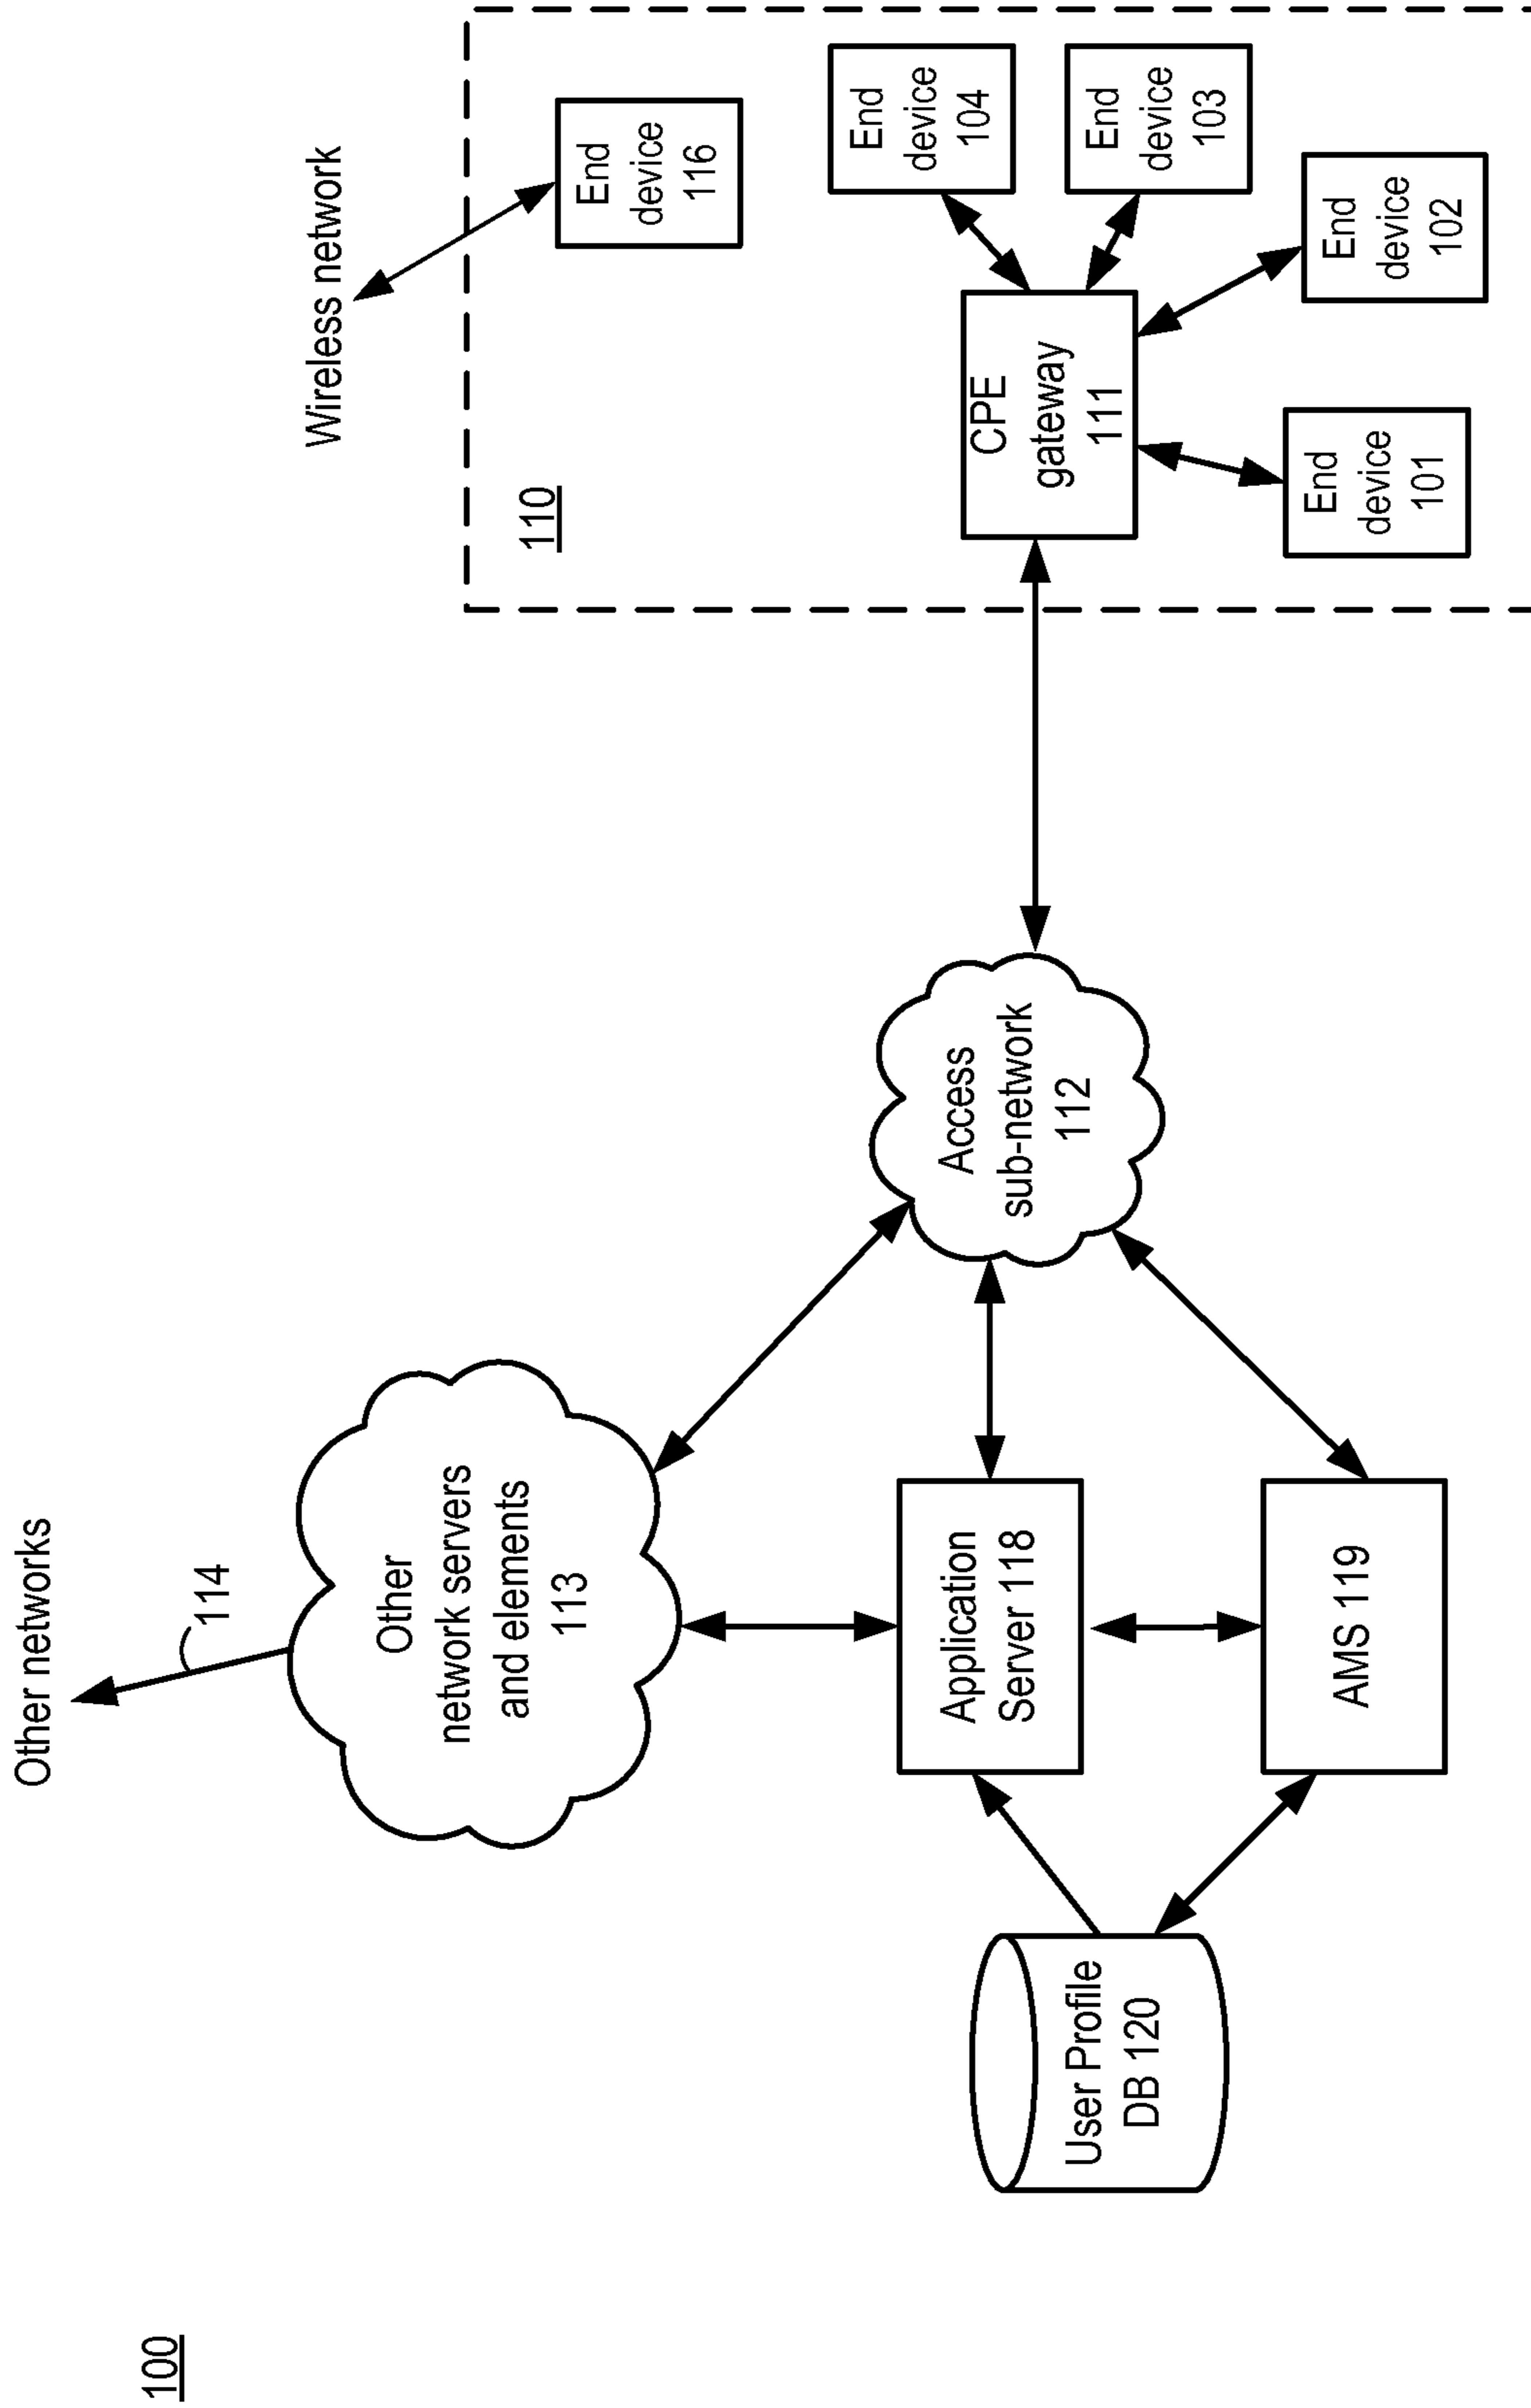 100
Other networks
114
Other
network servers
and elements
113
Wireless network
110
End
device
116
User Profile
DB 120
Application
Server 118
AMS 119
Access
sub-network
112
CPE
gateway
111
End
device
104
End
device
103
End
device
102
End
device
101